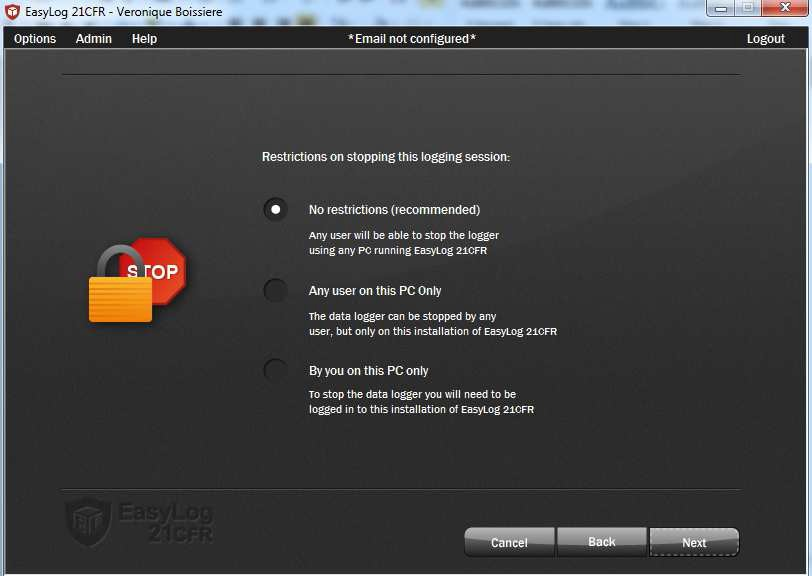 EasyLog 21CFR - Veronique Boissiere
Options Admin Help *Email not configured* Logout
Restrictions on stopping this logging session:
No restrictions (recommended)
Any user will be able to stop the logger
using any PC running EasyLog 21CFR
STOP
Any user on this PC Only
The data logger can be stopped by any
user, but only on this installation of EasyLog 21CFR
By you on this PC only
To stop the data logger you will need to be
logged in to this installation of EasyLog 21CFR
EasyLog
21CFR
Cancel Back Next